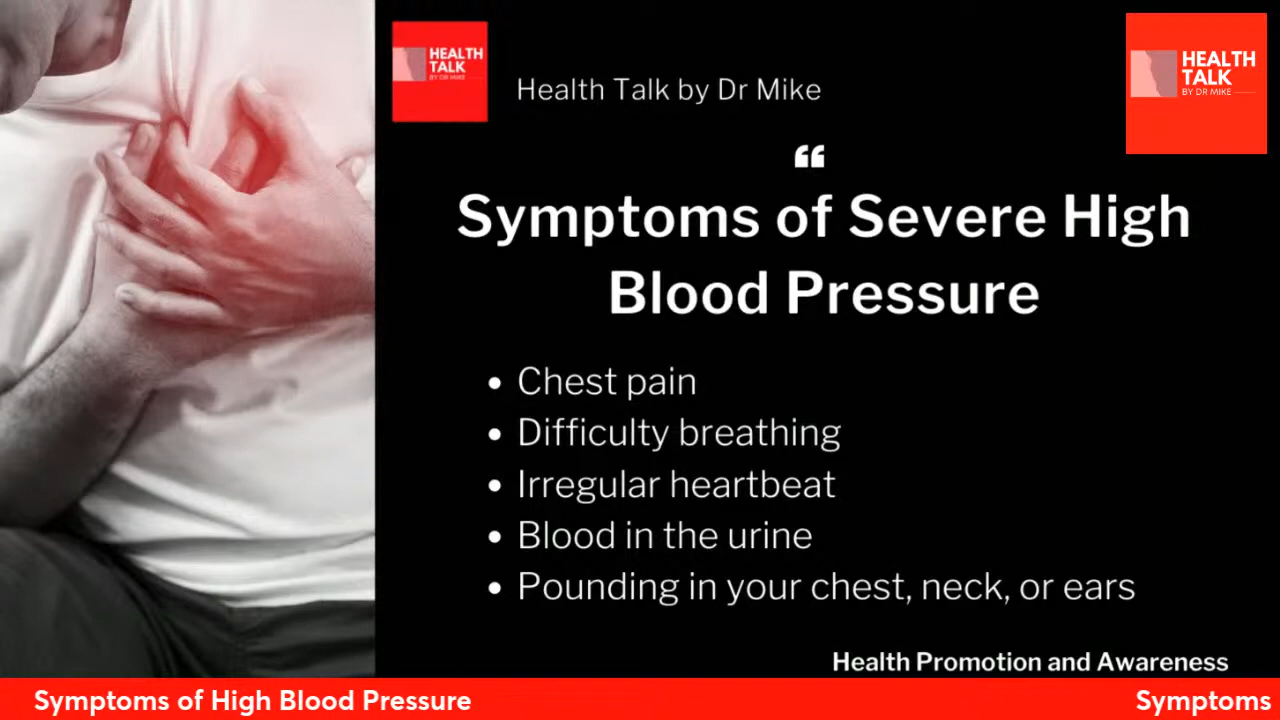 HEALTH
TALK
BY DR MIKE
Health Talk by Dr Mike
HEALTH
TALK
BY DR MIKE
“
Symptoms of Severe High
Blood Pressure
• Chest pain
• Difficulty breathing
• Irregular heartbeat
• Blood in the urine
• Pounding in your chest, neck, or ears
Health Promotion and Awareness
Symptoms of High Blood Pressure
Symptoms